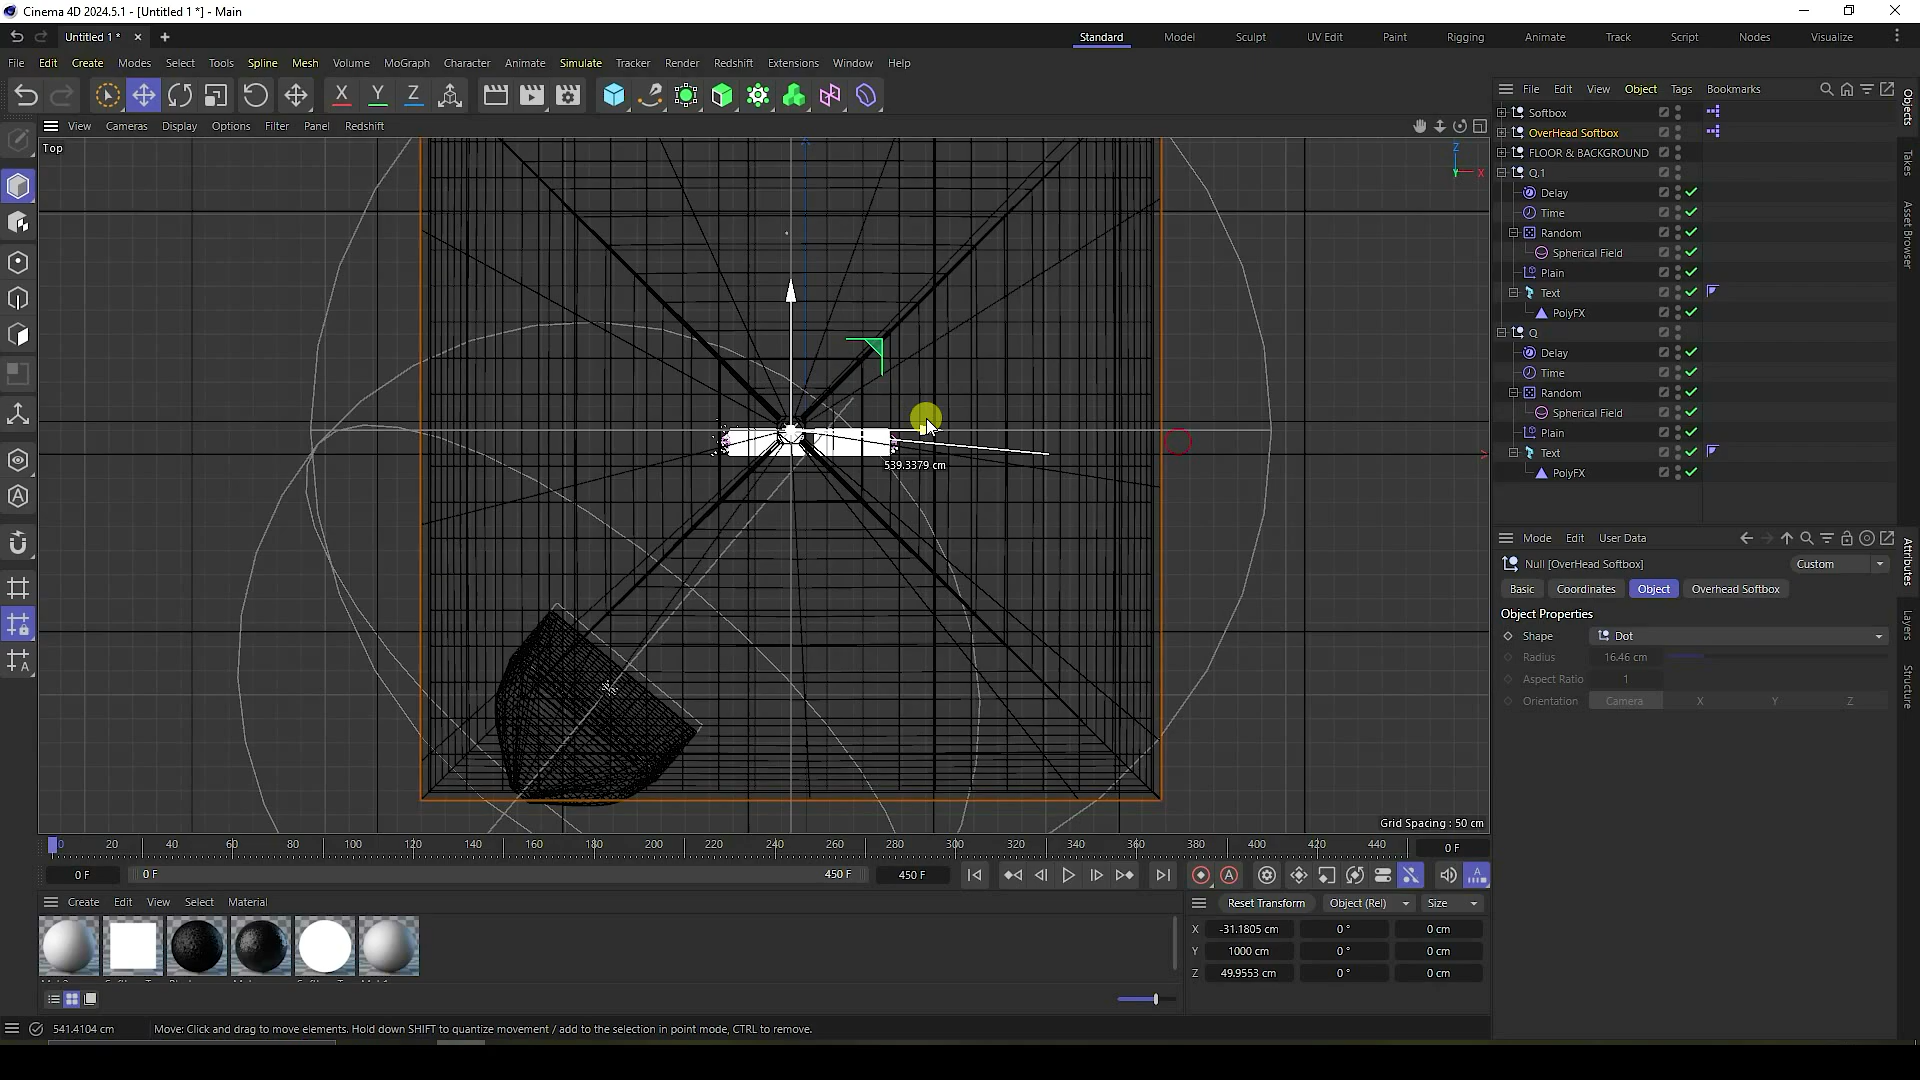 Cinema 4D 2024.5.1 - [Untitled 1 *] - Main
Untitled 1 *
Standard Model Sculpt UV Edit Paint Rigging Animate Track Script Nodes Visualize
File Edit Create Modes Select Tools Spline Mesh Volume MoGraph Character Animate Simulate Tracker Render Redshift Extensions Window Help
X Y Z
File Edit View Object Tags Bookmarks
View Cameras Display Options Filter Panel Redshift
Top
Z
X
Y
539.3379 cm
Grid Spacing : 50 cm
Softbox
OverHead Softbox
FLOOR & BACKGROUND
Q.1
Delay
Time
Random
Spherical Field
Plain
Text
PolyFX
Q
Delay
Time
Random
Spherical Field
Plain
Text
PolyFX
Objects
Takes
Asset Browser
Mode Edit User Data
Null [OverHead Softbox] Custom
Basic Coordinates Object Overhead Softbox
Object Properties
Shape Dot
Radius 16.46 cm
Aspect Ratio 1
Orientation Camera X Y Z
Attributes
Layers
Structure
0 20 40 60 80 100 120 140 160 180 200 220 240 260 280 300 320 340 360 380 400 420 440 0 F
0 F 0 F 450 F 450 F
Create Edit View Select Material
Reset Transform Object (Rel) Size
X -31.1805 cm 0 ° 0 cm
Y 1000 cm 0 ° 0 cm
Z 49.9553 cm 0 ° 0 cm
541.4104 cm Move: Click and drag to move elements. Hold down SHIFT to quantize movement / add to the selection in point mode, CTRL to remove.